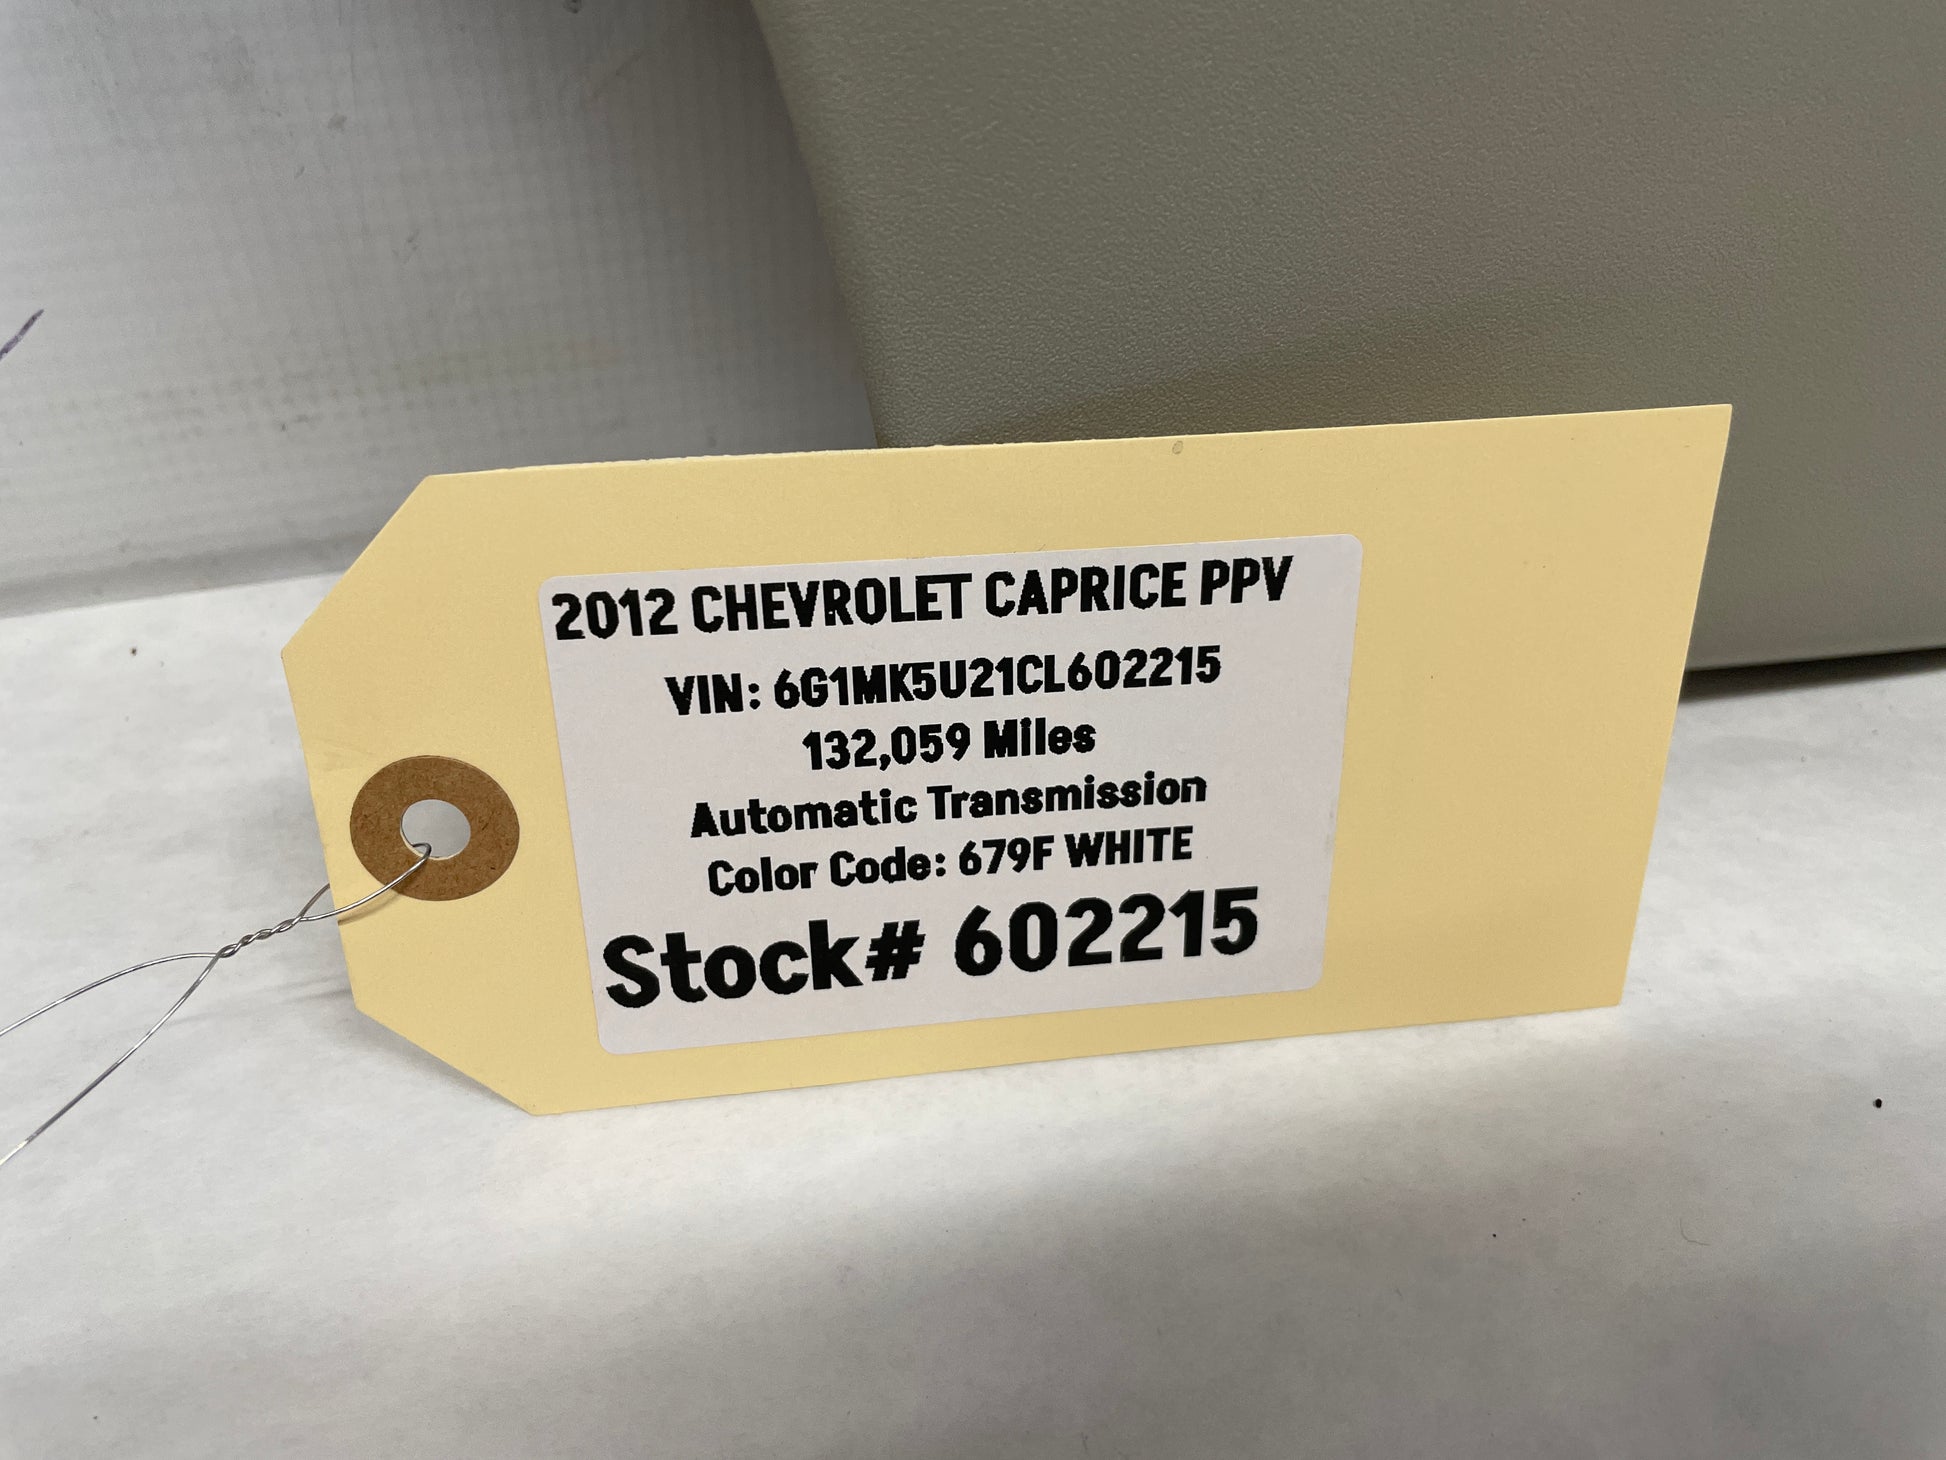 2012 CHEVROLET CAPRICE PPV
VIN: 6G1MK5U21CL602215
132,059 Miles
Automatic Transmission
Color Code: 679F WHITE
Stock# 602215